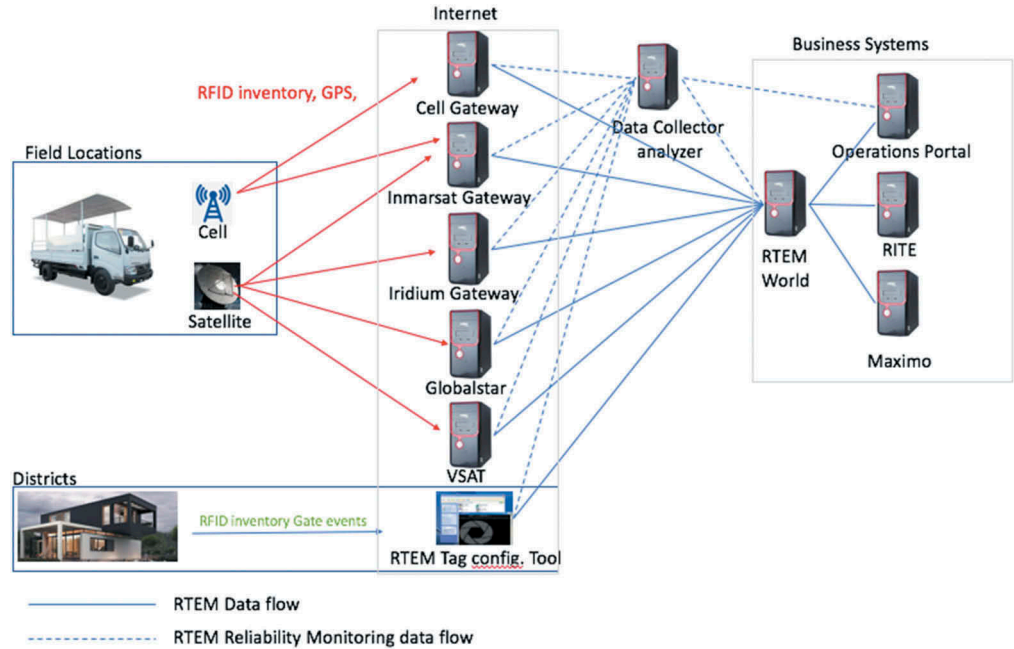 Internet
Business Systems
RFID inventory, GPS,
Cell Gateway
Data Collector
analyzer
Field Locations
Operations Portal
Inmarsat Gateway
Cell
RITE
RTEM
World
Iridium Gateway
Satellite
Maximo
Globalstar
VSAT
Districts
RFID inventory Gate events
RTEM Tag config. Tool
RTEM Data flow
RTEM Reliability Monitoring data flow